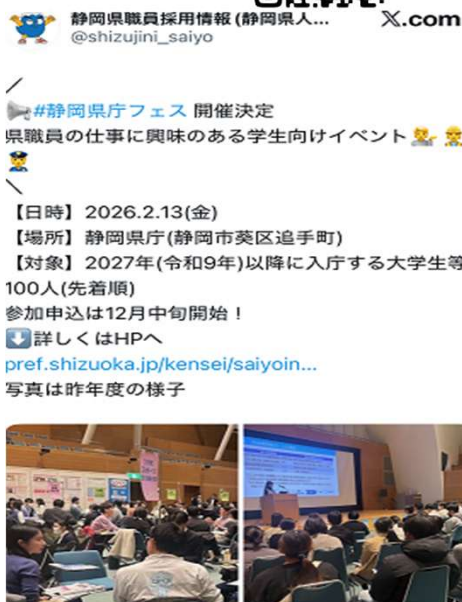 静岡県職員採用情報 (静岡県人...
@shizujini_saiyo
X.com
／
📢#静岡県庁フェス 開催決定
県職員の仕事に興味のある学生向けイベント
＼
【日時】2026.2.13(金)
【場所】静岡県庁(静岡市葵区追手町)
【対象】2027年(令和9年)以降に入庁する大学生等
100人(先着順)
参加申込は12月中旬開始！
⬇️詳しくはHPへ
pref.shizuoka.jp/kensei/saiyoin...
写真は昨年度の様子